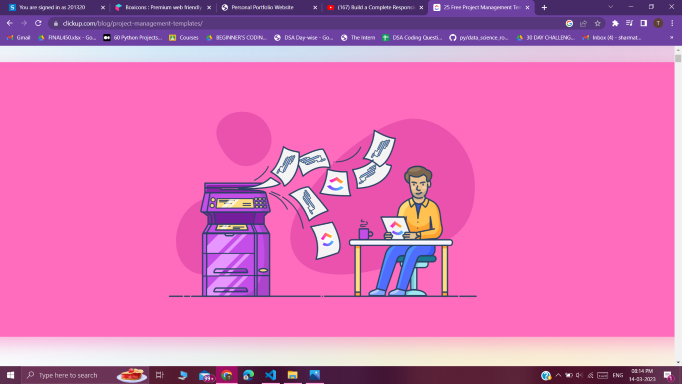 You are signed in as 201320
Boxicons : Premium web friendly
Personal Portfolio Website
(167) Build a Complete Responsiv
25 Free Project Management Te
clickup.com/blog/project-management-templates/
Gmail
FINAL450.xlsx - Goo...
60 Python Projects...
Courses
BEGINNER'S CODIN...
DSA Day-wise - Go...
The Intern
DSA Coding Questi...
py/data_science_ro...
30 DAY CHALLENG...
Inbox (4) - sharmat...
Type here to search
99+
ENG
08:14 PM
14-03-2023